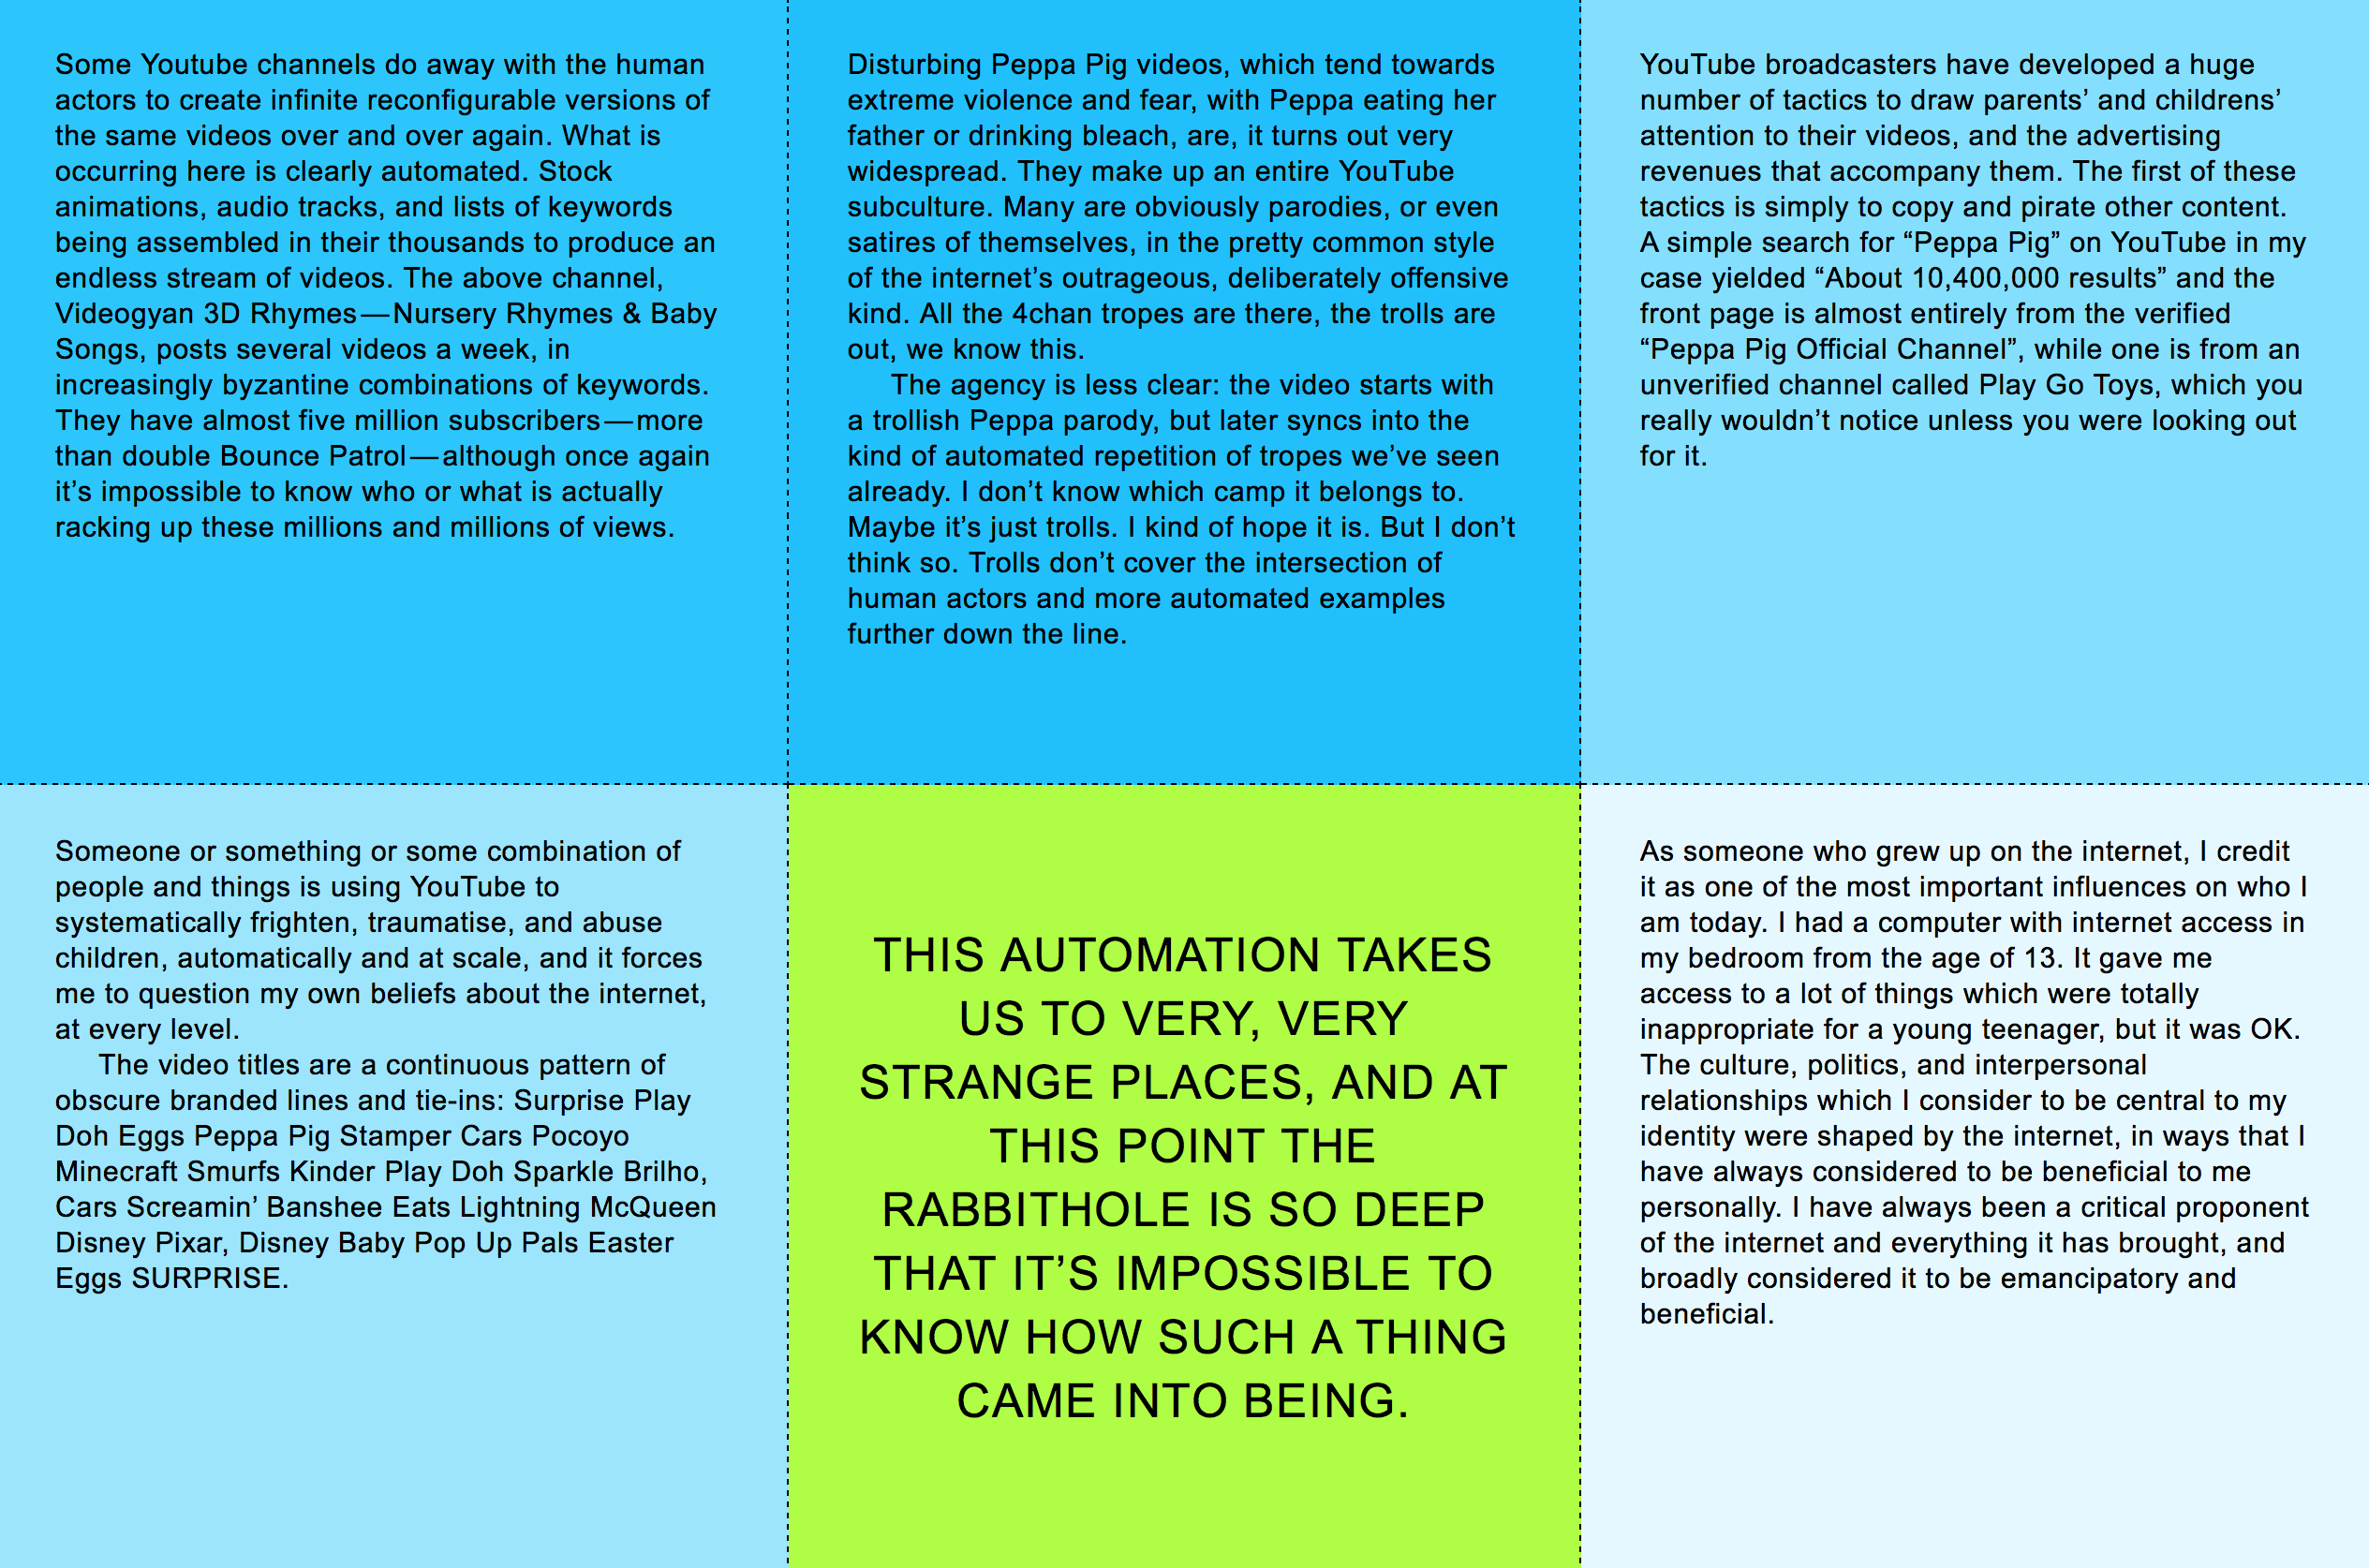 Some Youtube channels do away with the human
actors to create infinite reconfigurable versions of
the same videos over and over again. What is
occurring here is clearly automated. Stock
animations, audio tracks, and lists of keywords
being assembled in their thousands to produce an
endless stream of videos. The above channel,
Videogyan 3D Rhymes—Nursery Rhymes & Baby
Songs, posts several videos a week, in
increasingly byzantine combinations of keywords.
They have almost five million subscribers—more
than double Bounce Patrol—although once again
it’s impossible to know who or what is actually
racking up these millions and millions of views.
Disturbing Peppa Pig videos, which tend towards
extreme violence and fear, with Peppa eating her
father or drinking bleach, are, it turns out very
widespread. They make up an entire YouTube
subculture. Many are obviously parodies, or even
satires of themselves, in the pretty common style
of the internet’s outrageous, deliberately offensive
kind. All the 4chan tropes are there, the trolls are
out, we know this.
The agency is less clear: the video starts with
a trollish Peppa parody, but later syncs into the
kind of automated repetition of tropes we’ve seen
already. I don’t know which camp it belongs to.
Maybe it’s just trolls. I kind of hope it is. But I don’t
think so. Trolls don’t cover the intersection of
human actors and more automated examples
further down the line.
YouTube broadcasters have developed a huge
number of tactics to draw parents’ and childrens’
attention to their videos, and the advertising
revenues that accompany them. The first of these
tactics is simply to copy and pirate other content.
A simple search for “Peppa Pig” on YouTube in my
case yielded “About 10,400,000 results” and the
front page is almost entirely from the verified
“Peppa Pig Official Channel”, while one is from an
unverified channel called Play Go Toys, which you
really wouldn’t notice unless you were looking out
for it.
Someone or something or some combination of
people and things is using YouTube to
systematically frighten, traumatise, and abuse
children, automatically and at scale, and it forces
me to question my own beliefs about the internet,
at every level.
The video titles are a continuous pattern of
obscure branded lines and tie-ins: Surprise Play
Doh Eggs Peppa Pig Stamper Cars Pocoyo
Minecraft Smurfs Kinder Play Doh Sparkle Brilho,
Cars Screamin’ Banshee Eats Lightning McQueen
Disney Pixar, Disney Baby Pop Up Pals Easter
Eggs SURPRISE.
THIS AUTOMATION TAKES
US TO VERY, VERY
STRANGE PLACES, AND AT
THIS POINT THE
RABBITHOLE IS SO DEEP
THAT IT’S IMPOSSIBLE TO
KNOW HOW SUCH A THING
CAME INTO BEING.
As someone who grew up on the internet, I credit
it as one of the most important influences on who I
am today. I had a computer with internet access in
my bedroom from the age of 13. It gave me
access to a lot of things which were totally
inappropriate for a young teenager, but it was OK.
The culture, politics, and interpersonal
relationships which I consider to be central to my
identity were shaped by the internet, in ways that I
have always considered to be beneficial to me
personally. I have always been a critical proponent
of the internet and everything it has brought, and
broadly considered it to be emancipatory and
beneficial.